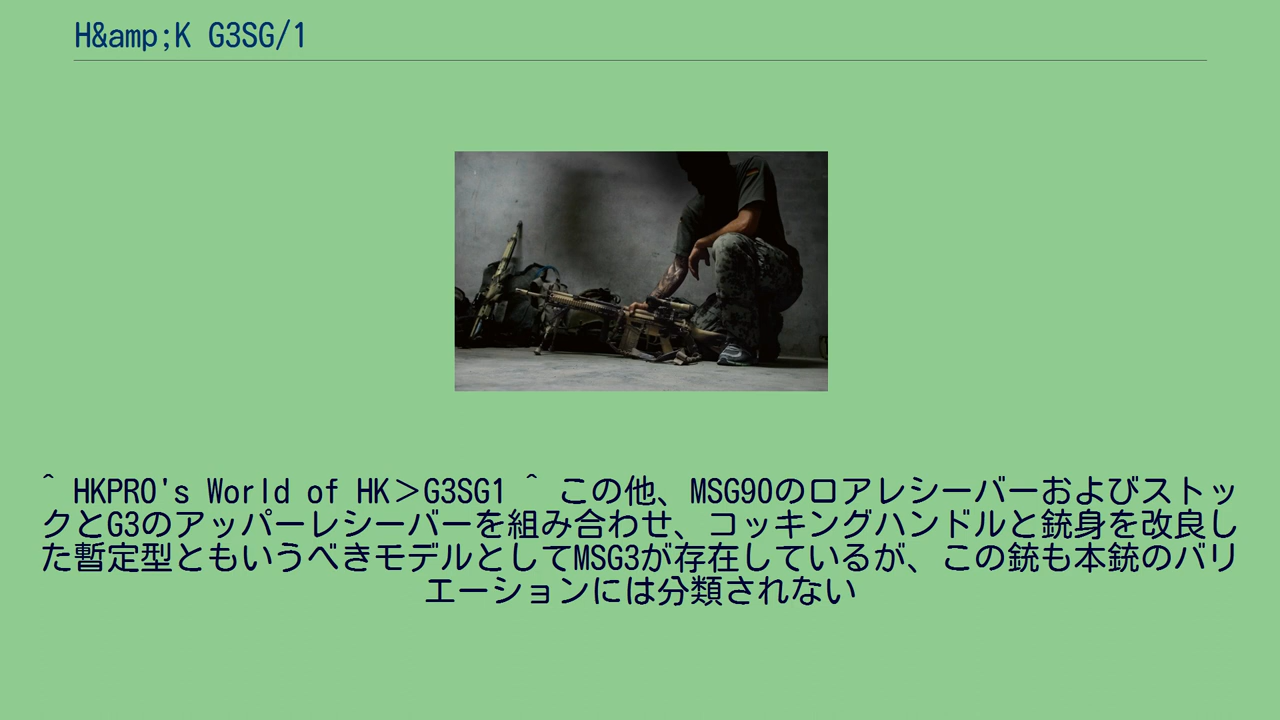 H&amp;K G3SG/1
^ HKPRO's World of HK＞G3SG1 ^ この他、MSG90のロアレシーバーおよびストッ
クとG3のアッパーレシーバーを組み合わせ、コッキングハンドルと銃身を改良し
た暫定型ともいうべきモデルとしてMSG3が存在しているが、この銃も本銃のバリ
エーションには分類されない